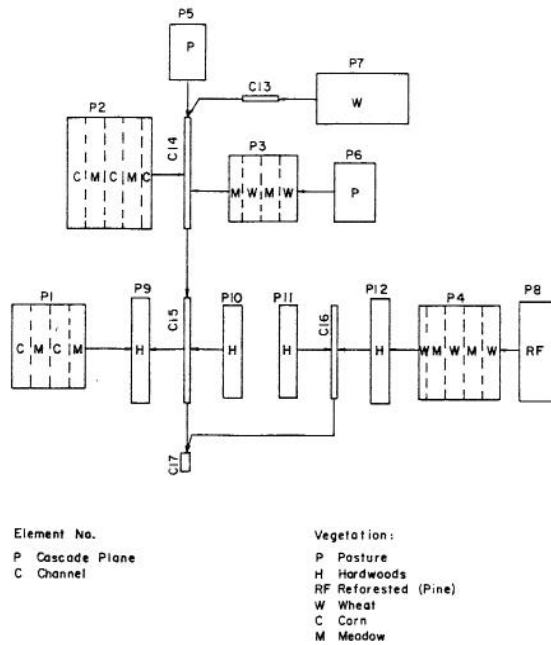 P5
P
C13
P7
W
P2
C M C M C
C14
P3
M W M W
P6
P
P1
C M C M
P9
H
C15
P10
H
P11
H
C16
P12
H
P4
W M W M W
P8
RF
C17
Element No.
P Cascade Plane
C Channel
Vegetation:
P Pasture
H Hardwoods
RF Reforested (Pine)
W Wheat
C Corn
M Meadow